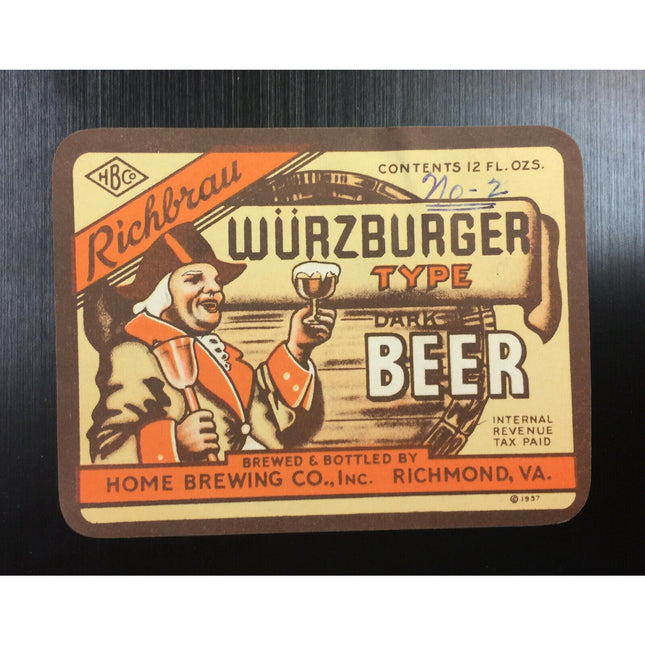 HBCo
Richbrau
CONTENTS 12 FL. OZS.
No-2
WÜRZBURGER
TYPE
DARK
BEER
INTERNAL
REVENUE
TAX PAID
BREWED & BOTTLED BY
HOME BREWING CO., INC. RICHMOND, VA.
© 1937